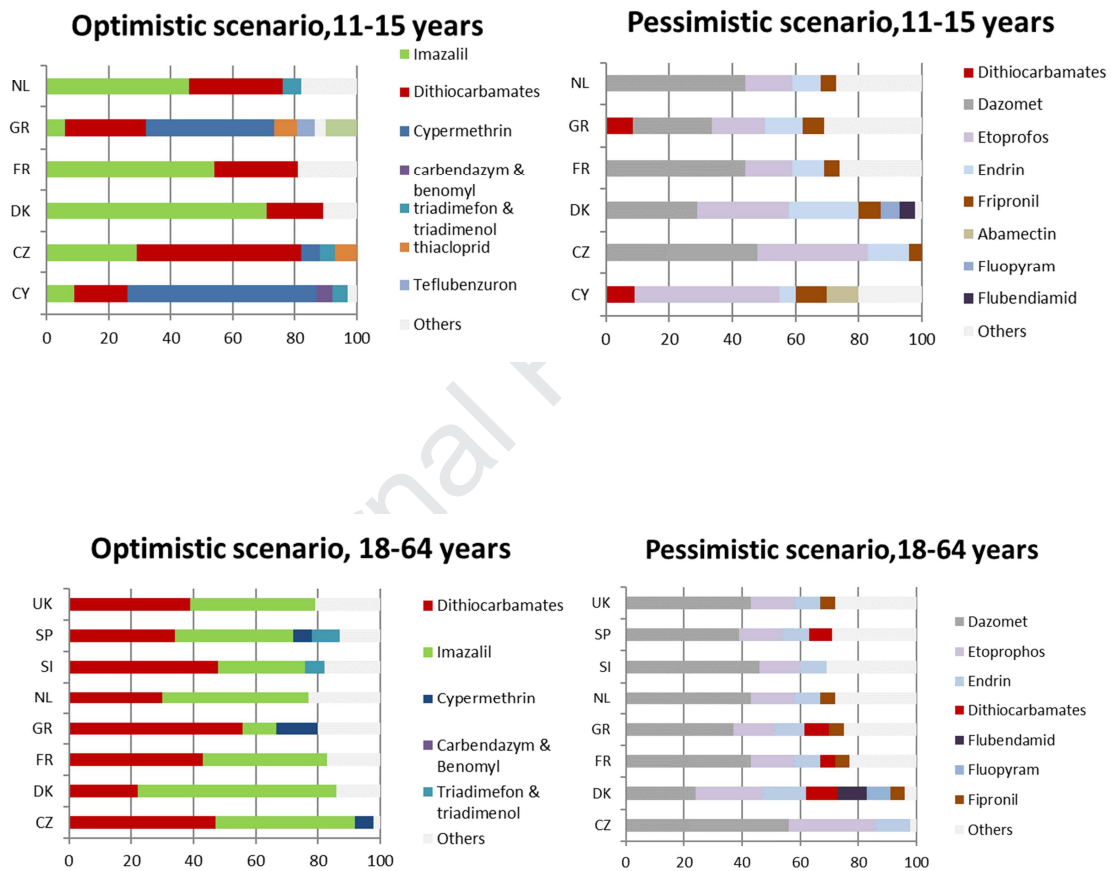 Optimistic scenario,11-15 years
NL
GR
FR
DK
CZ
CY
0
20
40
60
80
100
Imazalil
Dithiocarbamates
Cypermethrin
carbendazym &
benomyl
triadimefon &
triadimenol
thiacloprid
Teflubenzuron
Others
Pessimistic scenario,11-15 years
NL
GR
FR
DK
CZ
CY
0
20
40
60
80
100
Dithiocarbamates
Dazomet
Etoprofos
Endrin
Fripronil
Abamectin
Fluopyram
Flubendiamid
Others
rnal
Optimistic scenario, 18-64 years
UK
SP
SI
NL
GR
FR
DK
CZ
0
20
40
60
80
100
Dithiocarbamates
Imazalil
Cypermethrin
Carbendazym &
Benomyl
Triadimefon &
triadimenol
Others
Pessimistic scenario,18-64 years
UK
SP
SI
NL
GR
FR
DK
CZ
0
20
40
60
80
100
Dazomet
Etoprophos
Endrin
Dithiocarbamates
Flubendamid
Fluopyram
Fipronil
Others